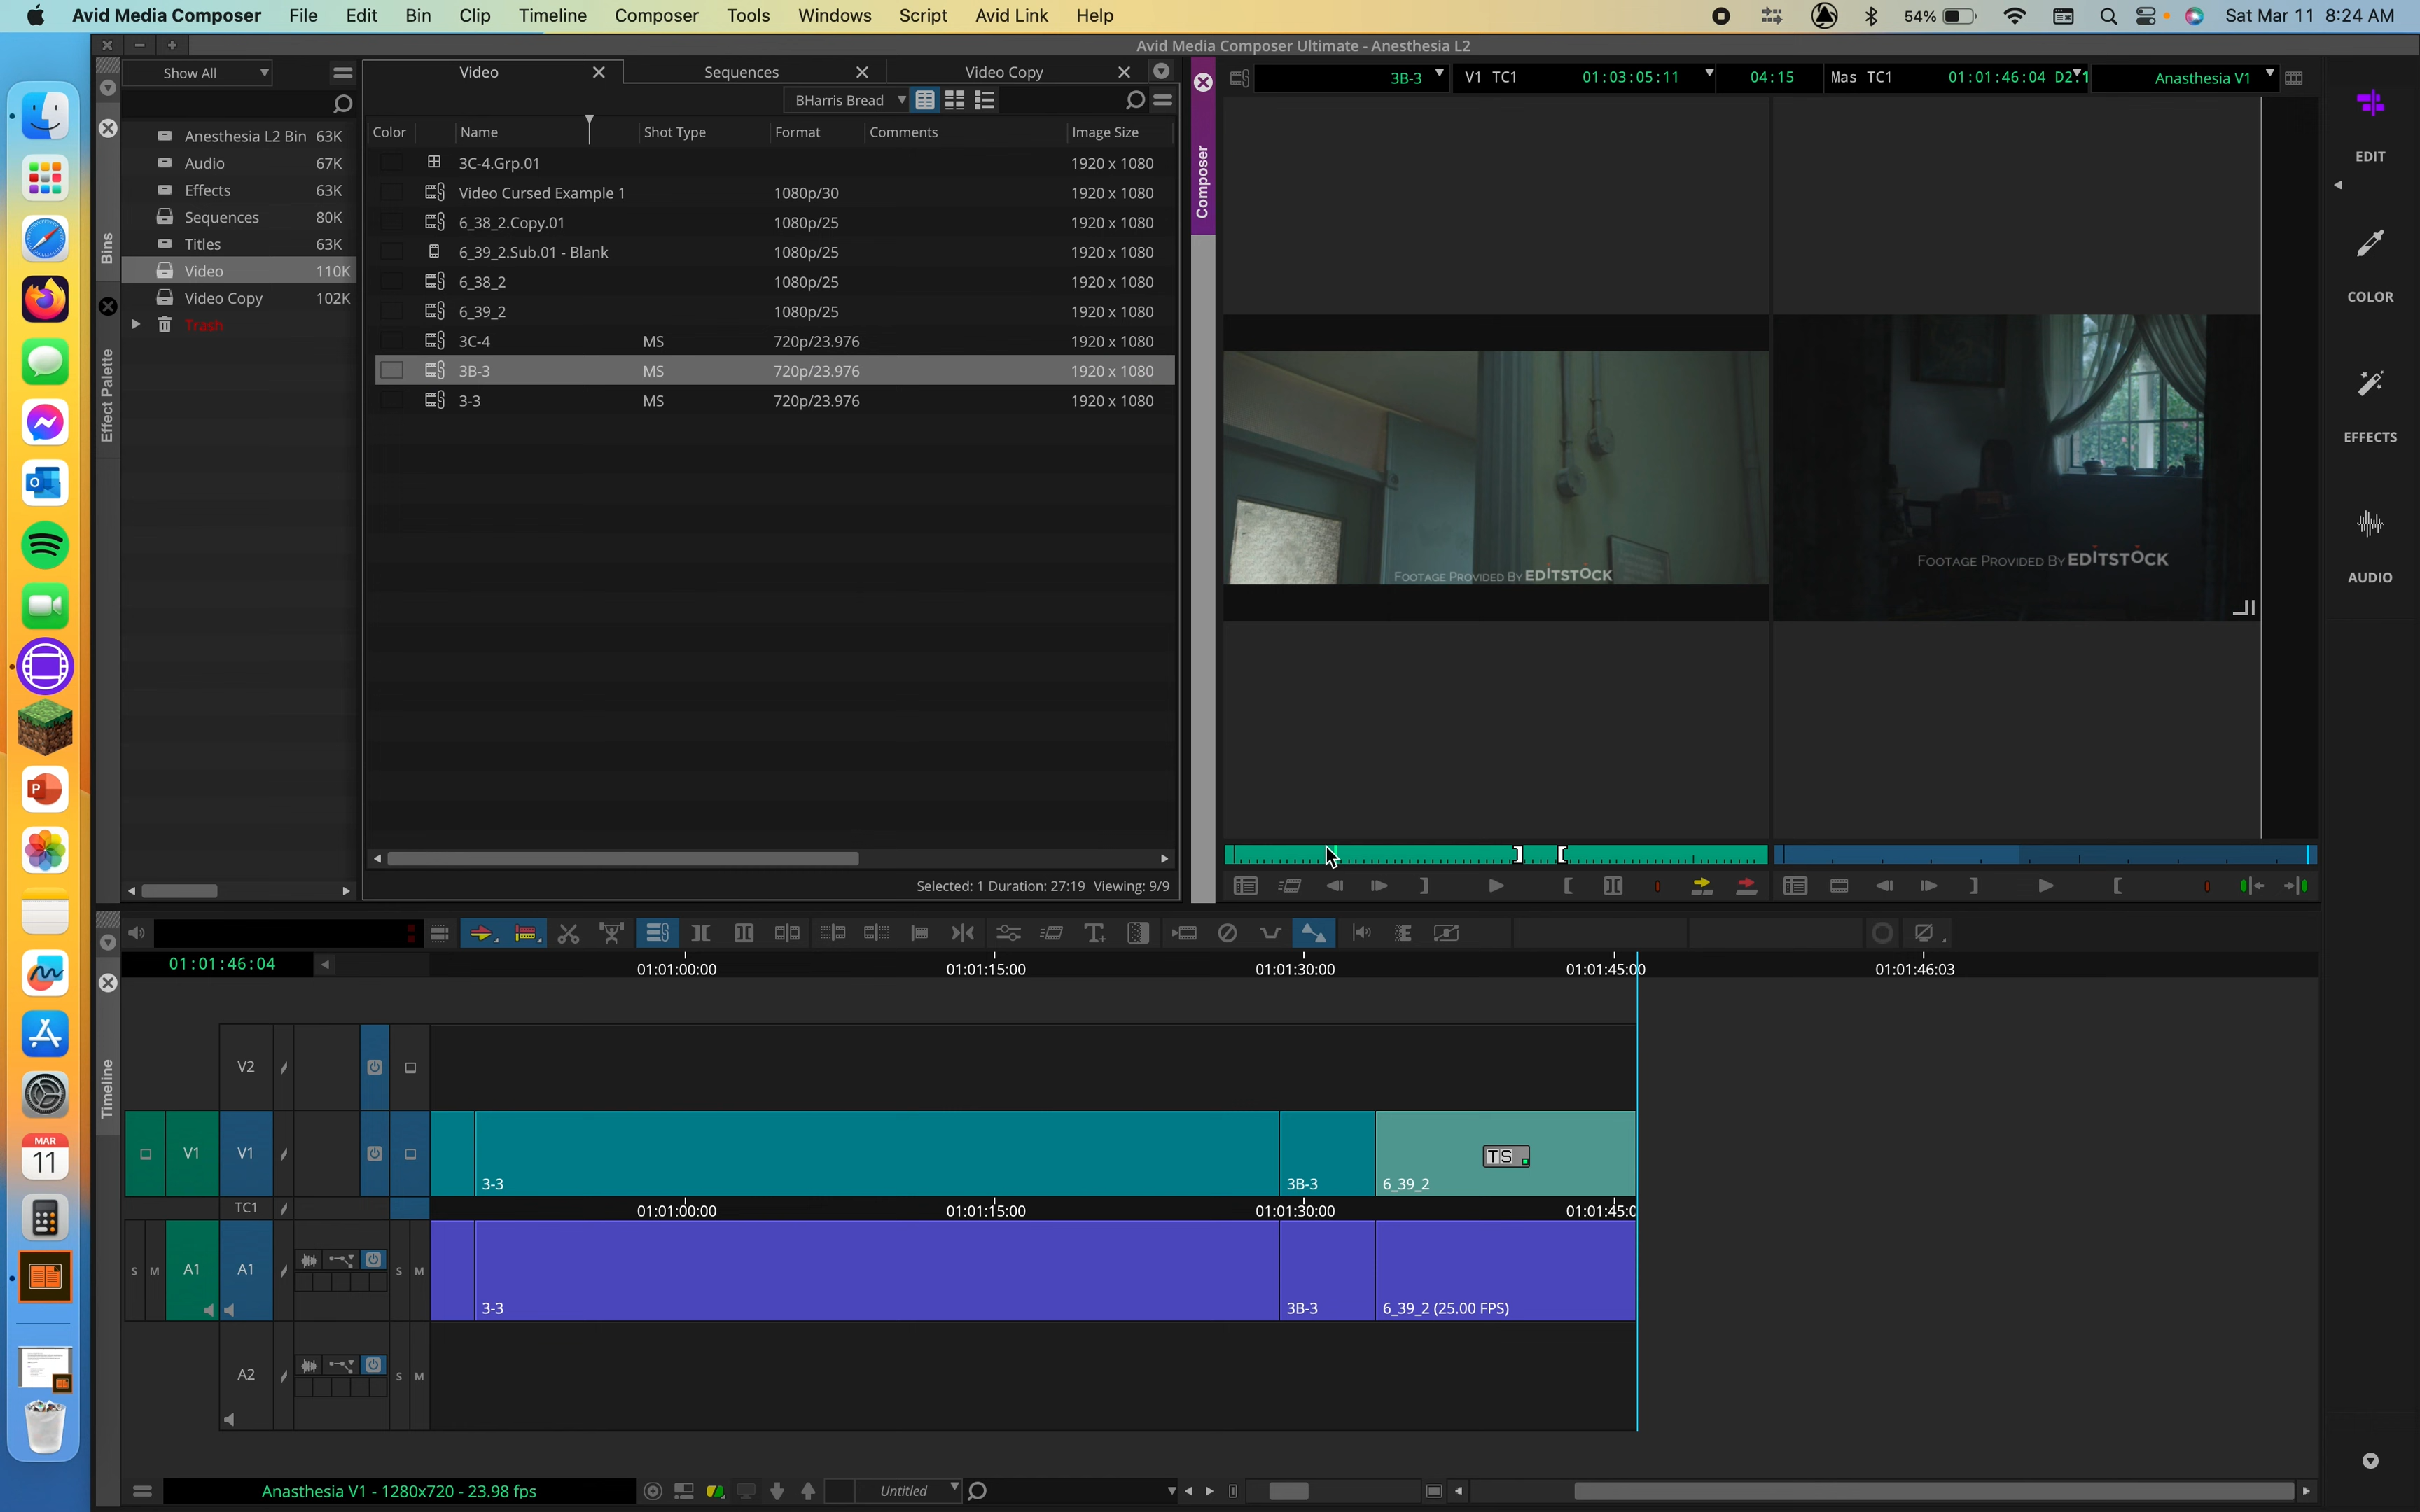 Avid Media Composer File Edit Bin Clip Timeline Composer Tools Windows Script Avid Link Help
54% Sat Mar 11 8:24 AM
Avid Media Composer Ultimate - Anesthesia L2
Show All
Anesthesia L2 Bin 63K
Audio 67K
Effects 63K
Sequences 80K
Titles 63K
Video 110K
Video Copy 102K
Trash
Bins
Effect Palette
Video Sequences Video Copy
BHarris Bread
Color Name Shot Type Format Comments Image Size
3C-4.Grp.01 1920 x 1080
Video Cursed Example 1 1080p/30 1920 x 1080
6_38_2.Copy.01 1080p/25 1920 x 1080
6_39_2.Sub.01 - Blank 1080p/25 1920 x 1080
6_38_2 1080p/25 1920 x 1080
6_39_2 1080p/25 1920 x 1080
3C-4 MS 720p/23.976 1920 x 1080
3B-3 MS 720p/23.976 1920 x 1080
3-3 MS 720p/23.976 1920 x 1080
Selected: 1 Duration: 27:19 Viewing: 9/9
Composer
3B-3 V1 TC1 01:03:05:11 04:15 Mas TC1 01:01:46:04 Anasthesia V1
FOOTAGE PROVIDED BY EDITSTOCK
FOOTAGE PROVIDED BY EDITSTOCK
EDIT
COLOR
EFFECTS
AUDIO
MAR
11
Timeline
01:01:46:04
01:01:00:00 01:01:15:00 01:01:30:00 01:01:45:00 01:01:46:03
V2
V1 V1
3-3 3B-3 6_39_2
TS
TC1
01:01:00:00 01:01:15:00 01:01:30:00 01:01:45:0
S M A1 A1 S M
3-3 3B-3 6_39_2 (25.00 FPS)
A2 S M
Anasthesia V1 - 1280x720 - 23.98 fps
Untitled